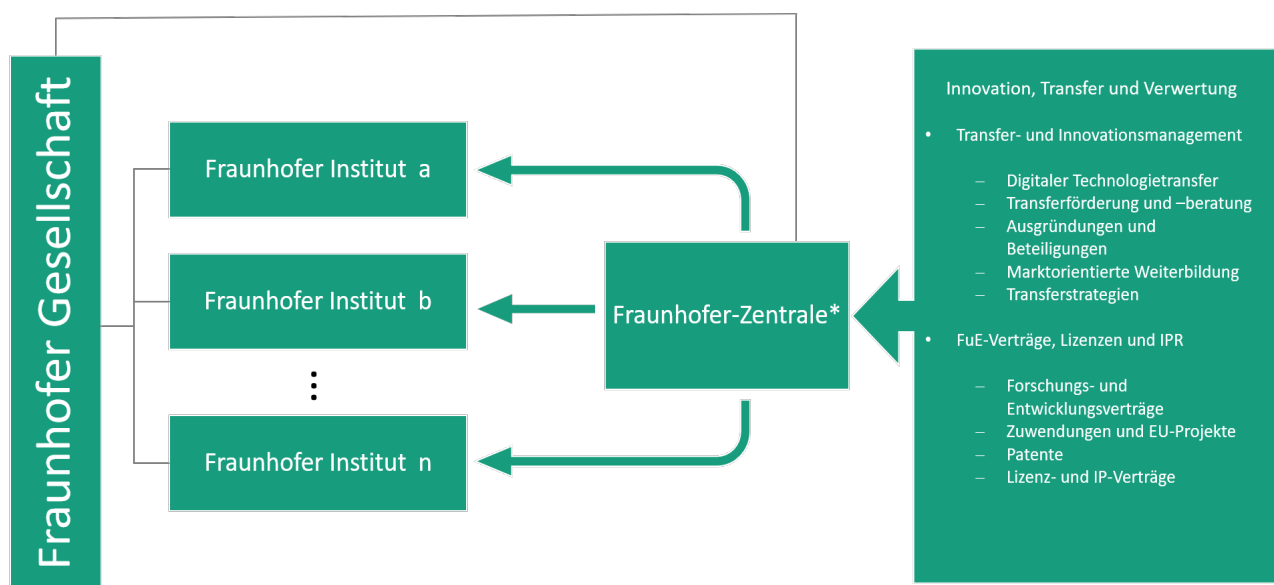 Fraunhofer Gesellschaft
Fraunhofer Institut a
Fraunhofer Institut b
⋮
Fraunhofer Institut n
Fraunhofer-Zentrale*
Innovation, Transfer und Verwertung
• Transfer- und Innovationsmanagement
– Digitaler Technologietransfer
– Transferförderung und –beratung
– Ausgründungen und
Beteiligungen
– Marktorientierte Weiterbildung
– Transferstrategien
• FuE-Verträge, Lizenzen und IPR
– Forschungs- und
Entwicklungsverträge
– Zuwendungen und EU-Projekte
– Patente
– Lizenz- und IP-Verträge